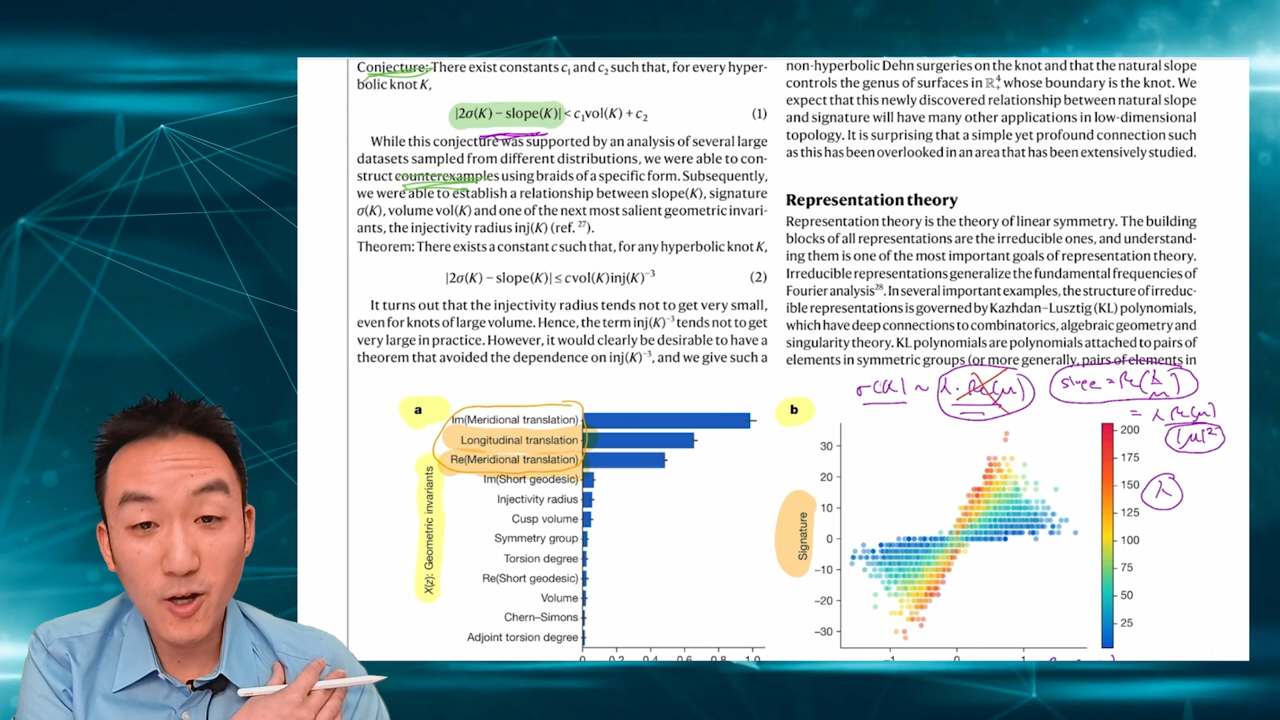 Conjecture: There exist constants c₁ and c₂ such that, for every hyper-
bolic knot K,
|2σ(K) − slope(K)| < c₁vol(K) + c₂ (1)
While this conjecture was supported by an analysis of several large
datasets sampled from different distributions, we were able to con-
struct counterexamples using braids of a specific form. Subsequently,
we were able to establish a relationship between slope(K), signature
σ(K), volume vol(K) and one of the next most salient geometric invari-
ants, the injectivity radius inj(K) (ref. ²⁷).
Theorem: There exists a constant c such that, for any hyperbolic knot K,
|2σ(K) − slope(K)| ≤ cvol(K)inj(K)⁻³ (2)
It turns out that the injectivity radius tends not to get very small,
even for knots of large volume. Hence, the term inj(K)⁻³ tends not to get
very large in practice. However, it would clearly be desirable to have a
theorem that avoided the dependence on inj(K)⁻³, and we give such a
non-hyperbolic Dehn surgeries on the knot and that the natural slope
controls the genus of surfaces in ℝ⁴₊ whose boundary is the knot. We
expect that this newly discovered relationship between natural slope
and signature will have many other applications in low-dimensional
topology. It is surprising that a simple yet profound connection such
as this has been overlooked in an area that has been extensively studied.
Representation theory
Representation theory is the theory of linear symmetry. The building
blocks of all representations are the irreducible ones, and understand-
ing them is one of the most important goals of representation theory.
Irreducible representations generalize the fundamental frequencies of
Fourier analysis²⁸. In several important examples, the structure of irreduc-
ible representations is governed by Kazhdan–Lusztig (KL) polynomials,
which have deep connections to combinatorics, algebraic geometry and
singularity theory. KL polynomials are polynomials attached to pairs of
elements in symmetric groups (or more generally, pairs of elements in
a
X(z): Geometric invariants
Im(Meridional translation)
Longitudinal translation
Re(Meridional translation)
Im(Short geodesic)
Injectivity radius
Cusp volume
Symmetry group
Torsion degree
Re(Short geodesic)
Volume
Chern–Simons
Adjoint torsion degree
0 0.2 0.4 0.6 0.8 1.0
σ(K) ~ λ · Re(μ)
slope = Re(λ/μ)
= λ Re(μ)
|μ|²
λ
b
Signature
30
20
10
0
−10
−20
−30
−1 0 1
200
175
150
125
100
75
50
25